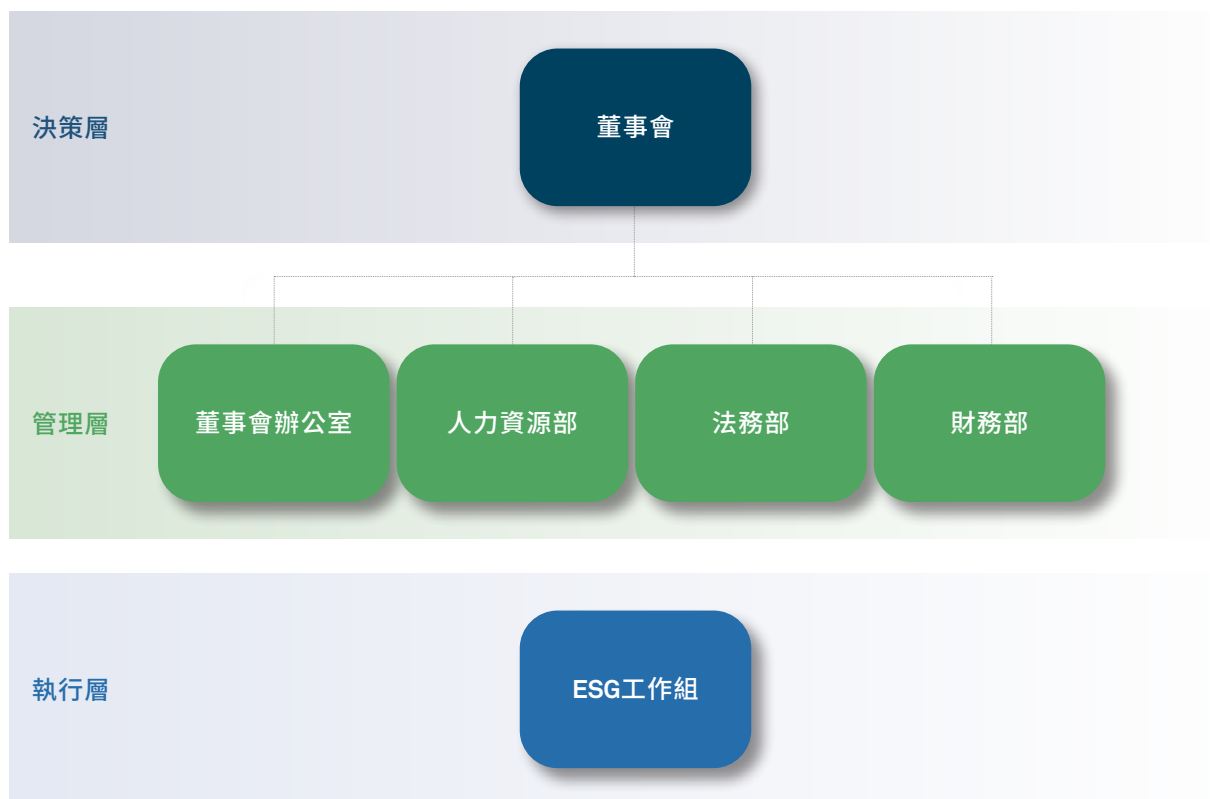 決策層
董事會
管理層
董事會辦公室
人力資源部
法務部
財務部
執行層
ESG工作組